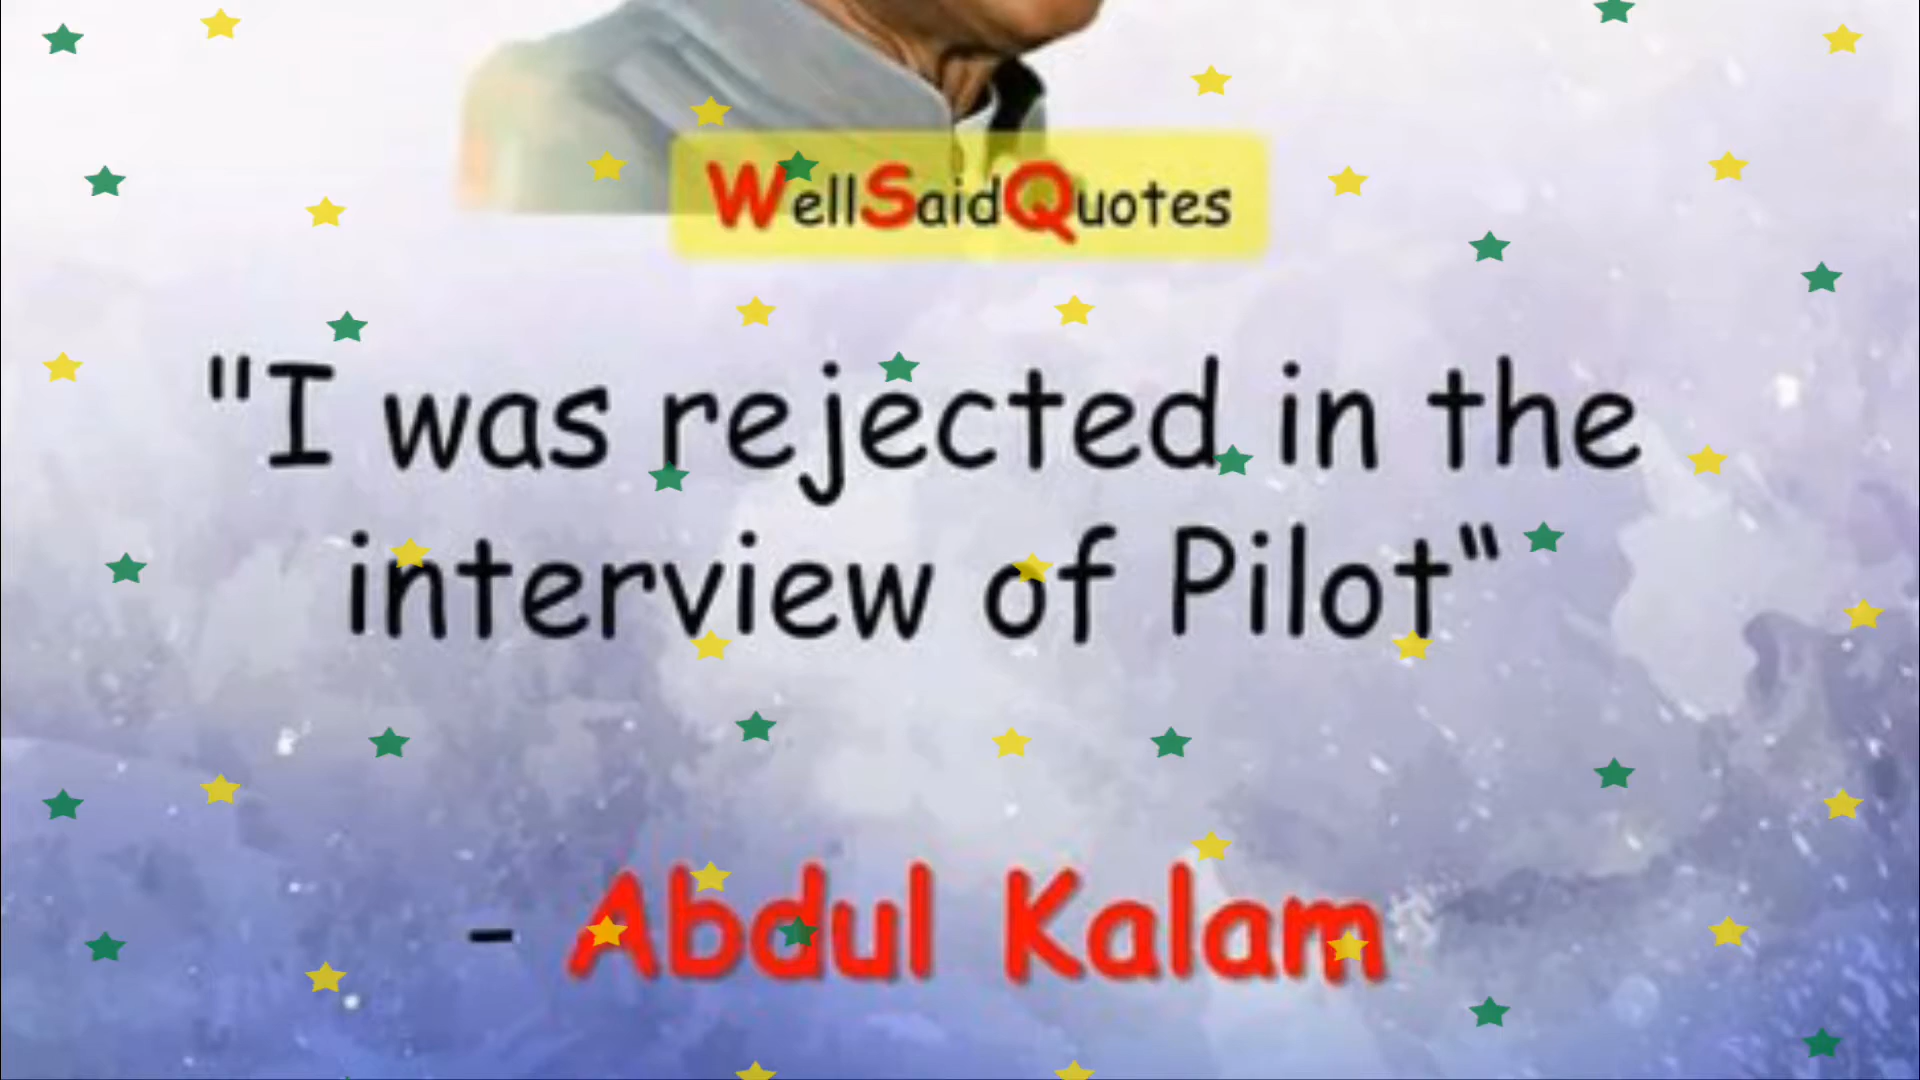 WellSaidQuotes
"I was rejected in the
interview of Pilot"
- Abdul Kalam